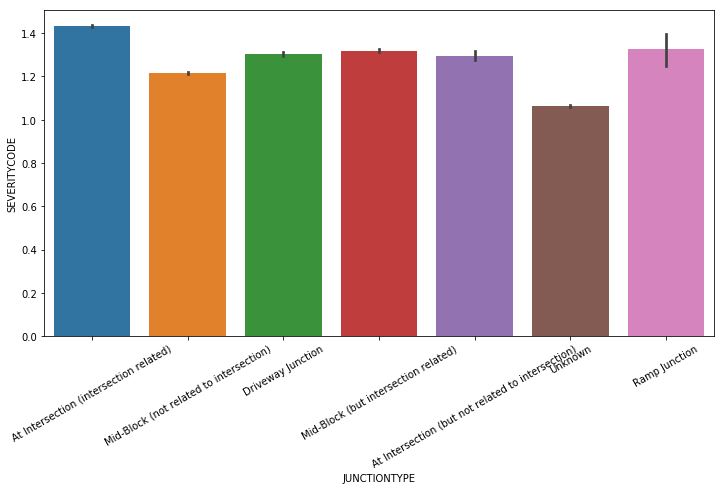 SEVERITYCODE
1.4
1.2
1.0
0.8
0.6
0.4
0.2
0.0
At Intersection (intersection related)
Mid-Block (not related to intersection)
Driveway Junction
Mid-Block (but intersection related)
At Intersection (but not related to intersection)
Unknown
Ramp Junction
JUNCTIONTYPE